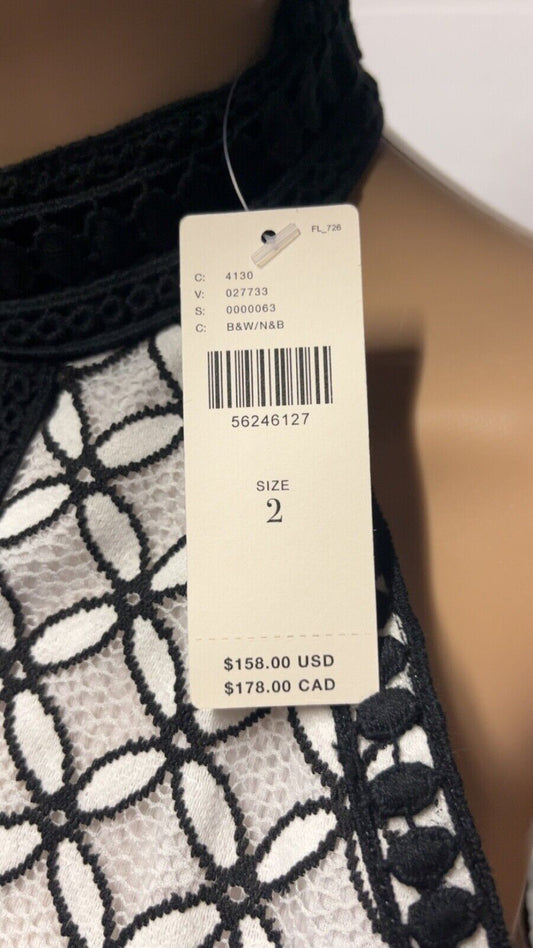 FL_726
C: 4130
V: 027733
S: 0000063
C: B&W/N&B
56246127
SIZE
2
$158.00 USD
$178.00 CAD